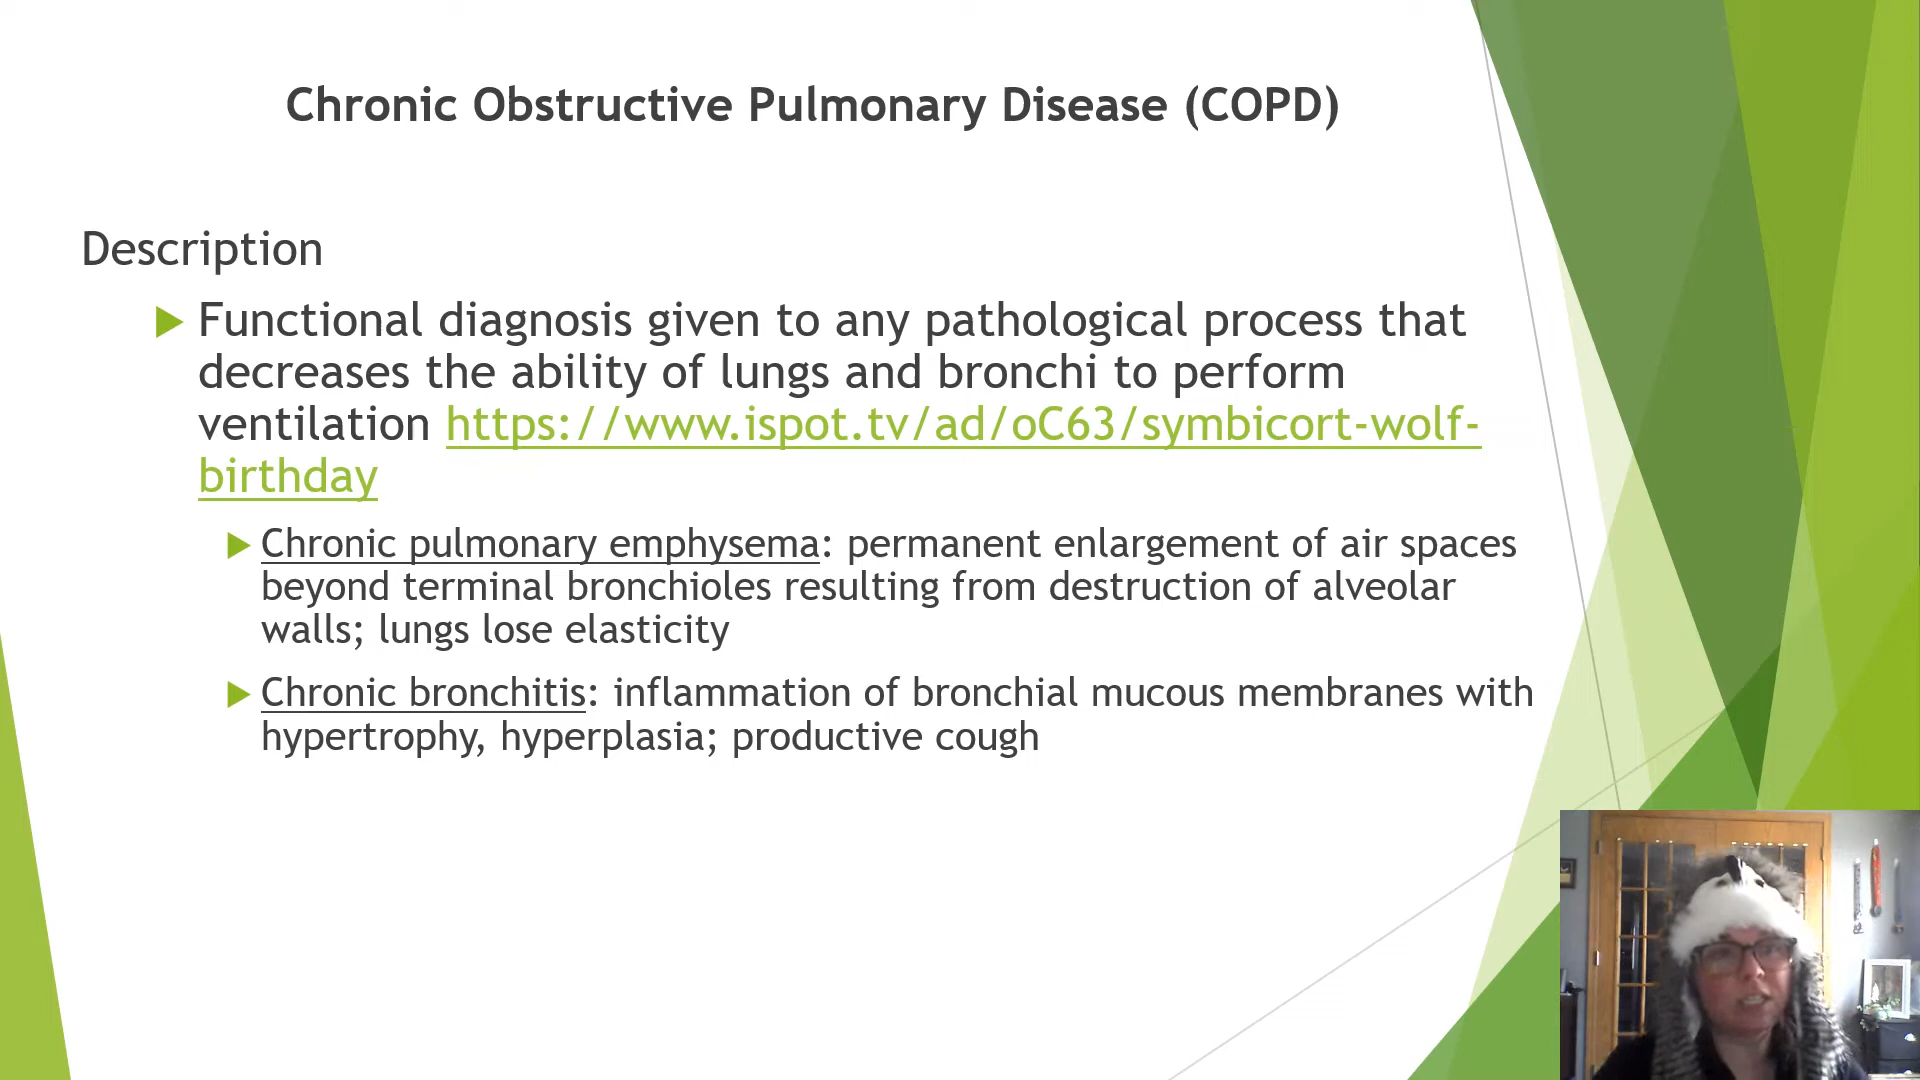 Chronic Obstructive Pulmonary Disease (COPD)
Description
Functional diagnosis given to any pathological process that
decreases the ability of lungs and bronchi to perform
ventilation https://www.ispot.tv/ad/oC63/symbicort-wolf-
birthday
Chronic pulmonary emphysema: permanent enlargement of air spaces
beyond terminal bronchioles resulting from destruction of alveolar
walls; lungs lose elasticity
Chronic bronchitis: inflammation of bronchial mucous membranes with
hypertrophy, hyperplasia; productive cough